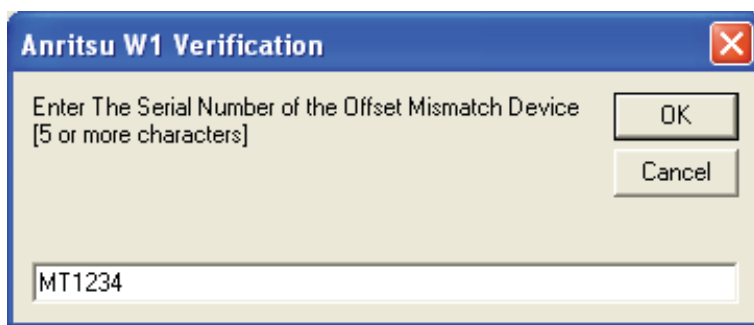 Anritsu W1 Verification
Enter The Serial Number of the Offset Mismatch Device
[5 or more characters]
OK
Cancel
MT1234